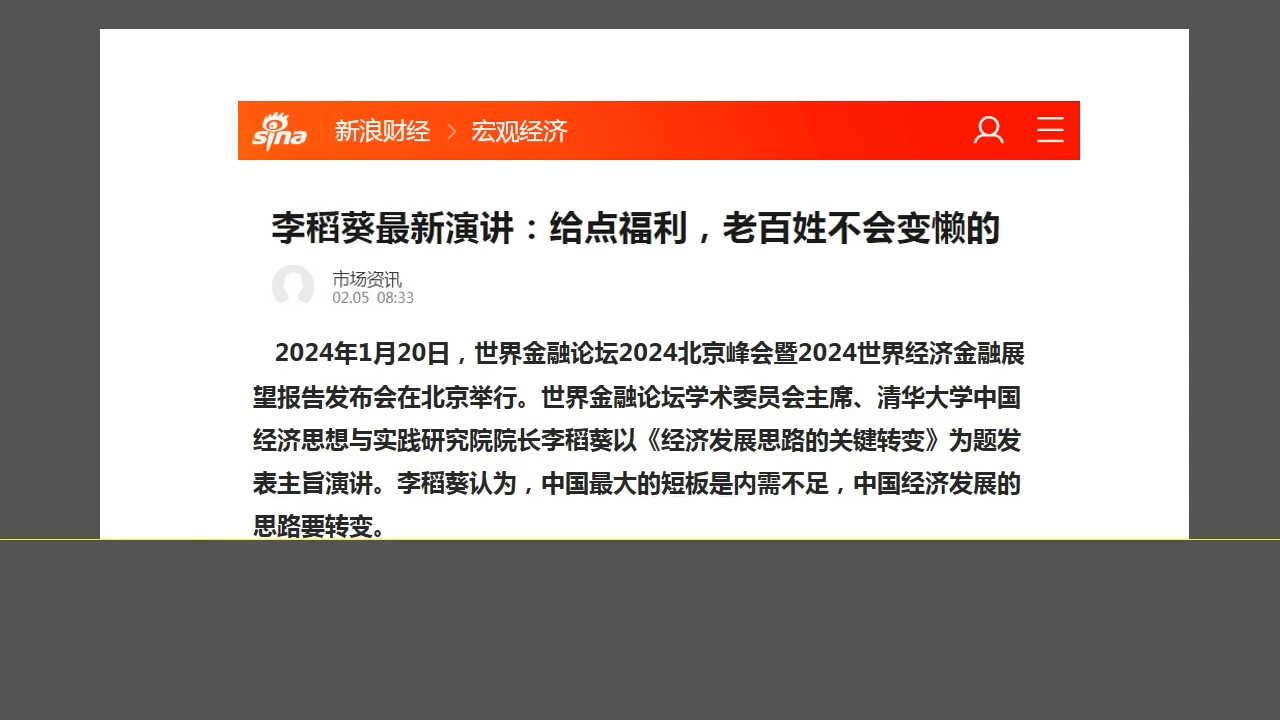 sina 新浪财经 > 宏观经济
李稻葵最新演讲：给点福利，老百姓不会变懒的
市场资讯
02.05 08:33
2024年1月20日，世界金融论坛2024北京峰会暨2024世界经济金融展
望报告发布会在北京举行。世界金融论坛学术委员会主席、清华大学中国
经济思想与实践研究院院长李稻葵以《经济发展思路的关键转变》为题发
表主旨演讲。李稻葵认为，中国最大的短板是内需不足，中国经济发展的
思路要转变。